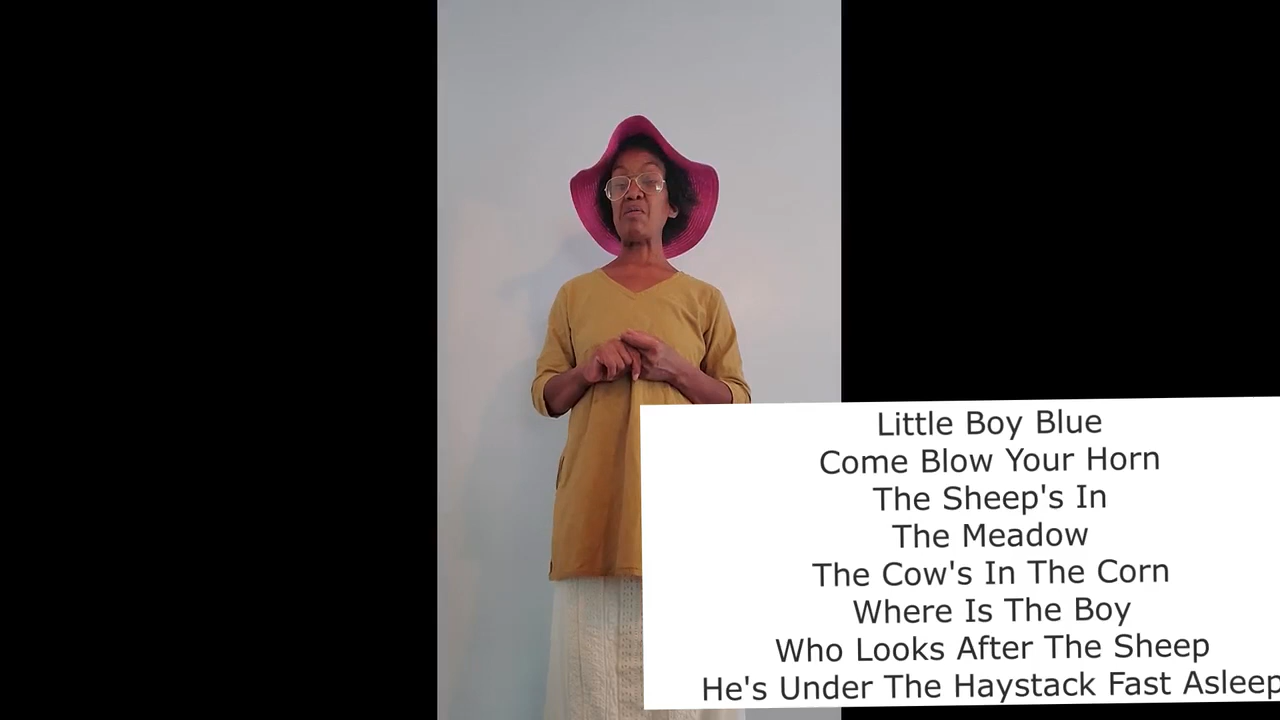 Little Boy Blue
Come Blow Your Horn
The Sheep's In
The Meadow
The Cow's In The Corn
Where Is The Boy
Who Looks After The Sheep
He's Under The Haystack Fast Asleep